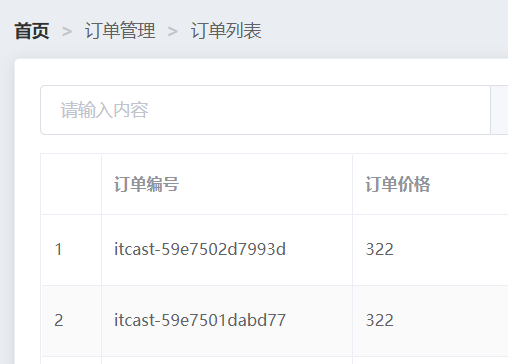 首页 > 订单管理 > 订单列表
请输入内容
订单编号 订单价格
1 itcast-59e7502d7993d 322
2 itcast-59e7501dabd77 322